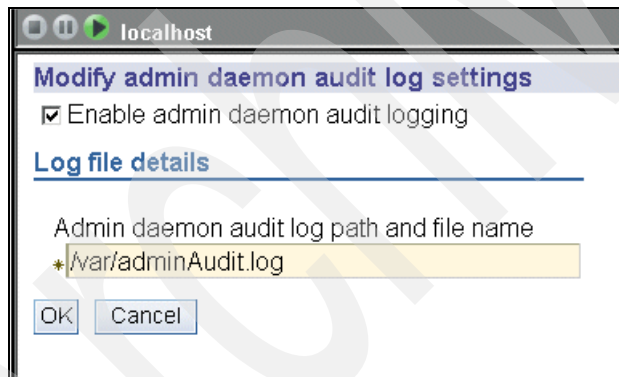 localhost
Modify admin daemon audit log settings
Enable admin daemon audit logging
Log file details
Admin daemon audit log path and file name
*/var/adminAudit.log
OK Cancel